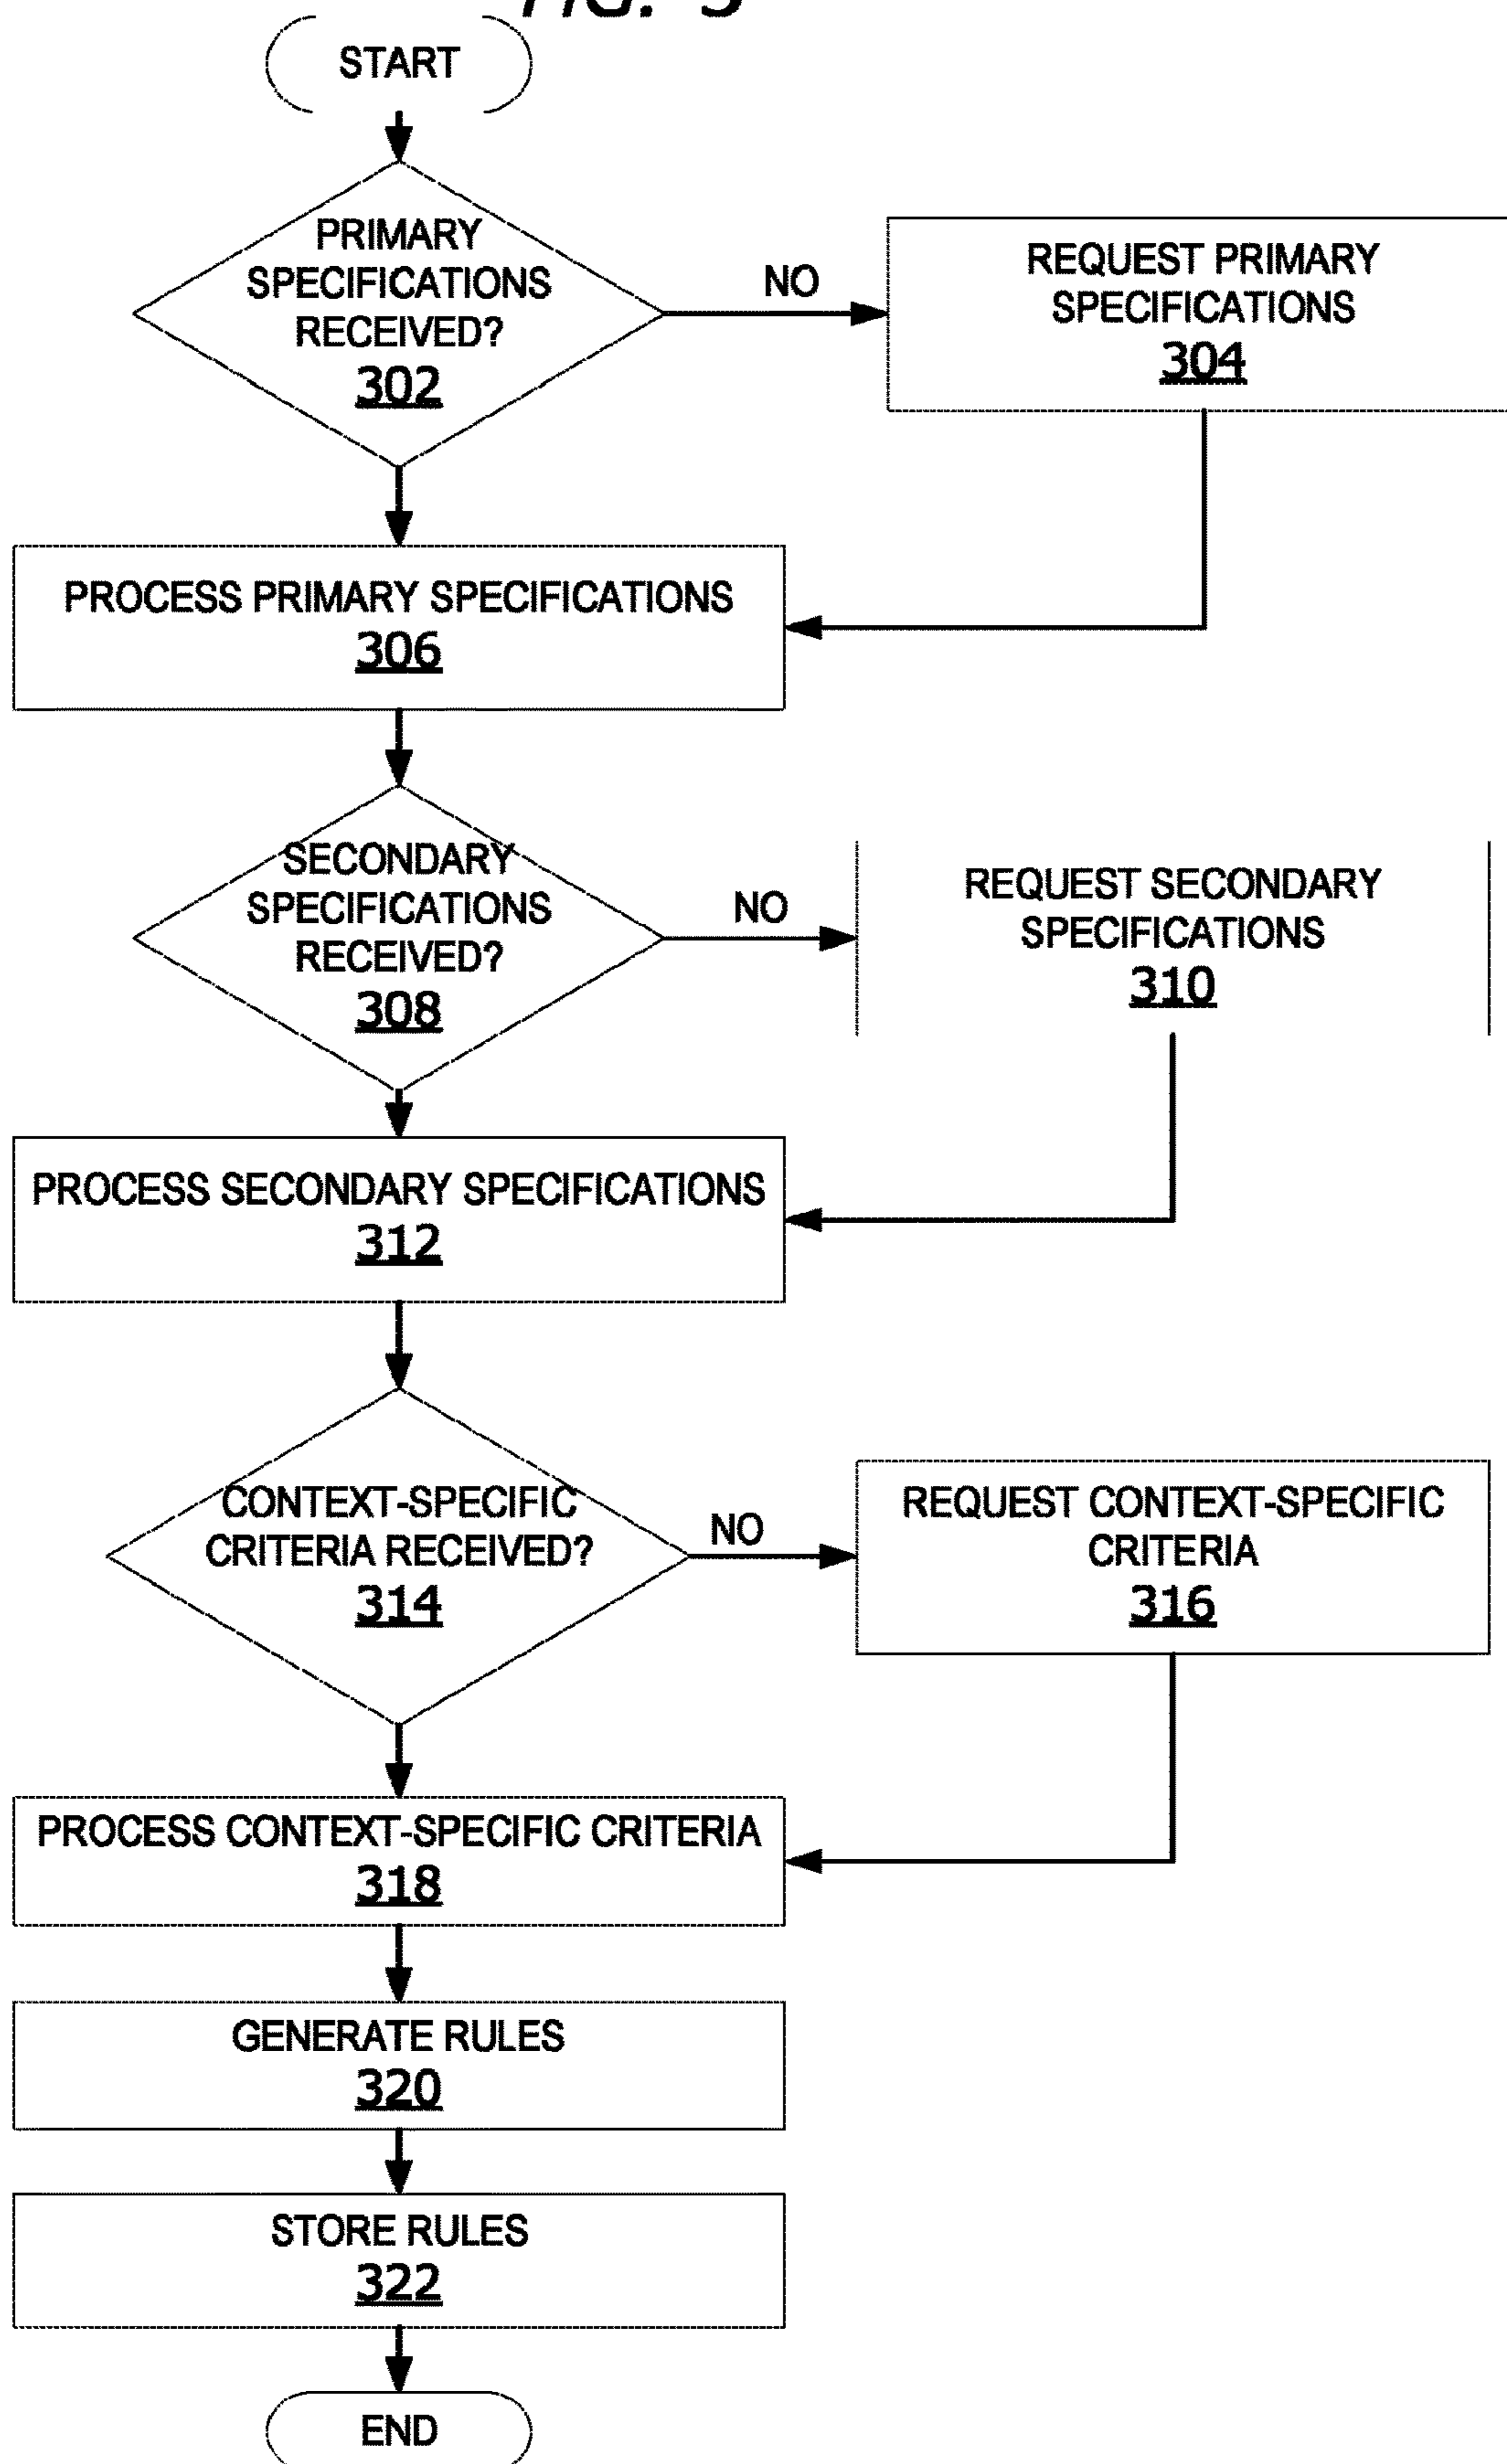 FIG. 3
START
PRIMARY
SPECIFICATIONS
RECEIVED?
302
NO
REQUEST PRIMARY
SPECIFICATIONS
304
PROCESS PRIMARY SPECIFICATIONS
306
SECONDARY
SPECIFICATIONS
RECEIVED?
308
NO
REQUEST SECONDARY
SPECIFICATIONS
310
PROCESS SECONDARY SPECIFICATIONS
312
CONTEXT-SPECIFIC
CRITERIA RECEIVED?
314
NO
REQUEST CONTEXT-SPECIFIC
CRITERIA
316
PROCESS CONTEXT-SPECIFIC CRITERIA
318
GENERATE RULES
320
STORE RULES
322
END